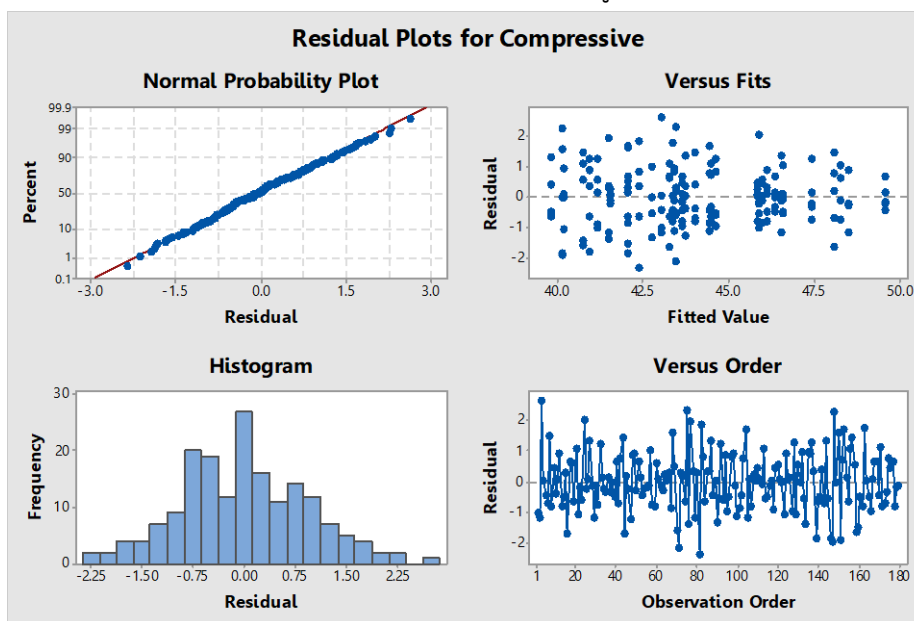 Residual Plots for Compressive
Normal Probability Plot
99.9
99
90
50
10
1
0.1
Percent
-3.0 -1.5 0.0 1.5 3.0
Residual
Versus Fits
2
1
0
-1
-2
Residual
40.0 42.5 45.0 47.5 50.0
Fitted Value
Histogram
30
20
10
0
Frequency
-2.25 -1.50 -0.75 0.00 0.75 1.50 2.25
Residual
Versus Order
2
1
0
-1
-2
Residual
1 20 40 60 80 100 120 140 160 180
Observation Order